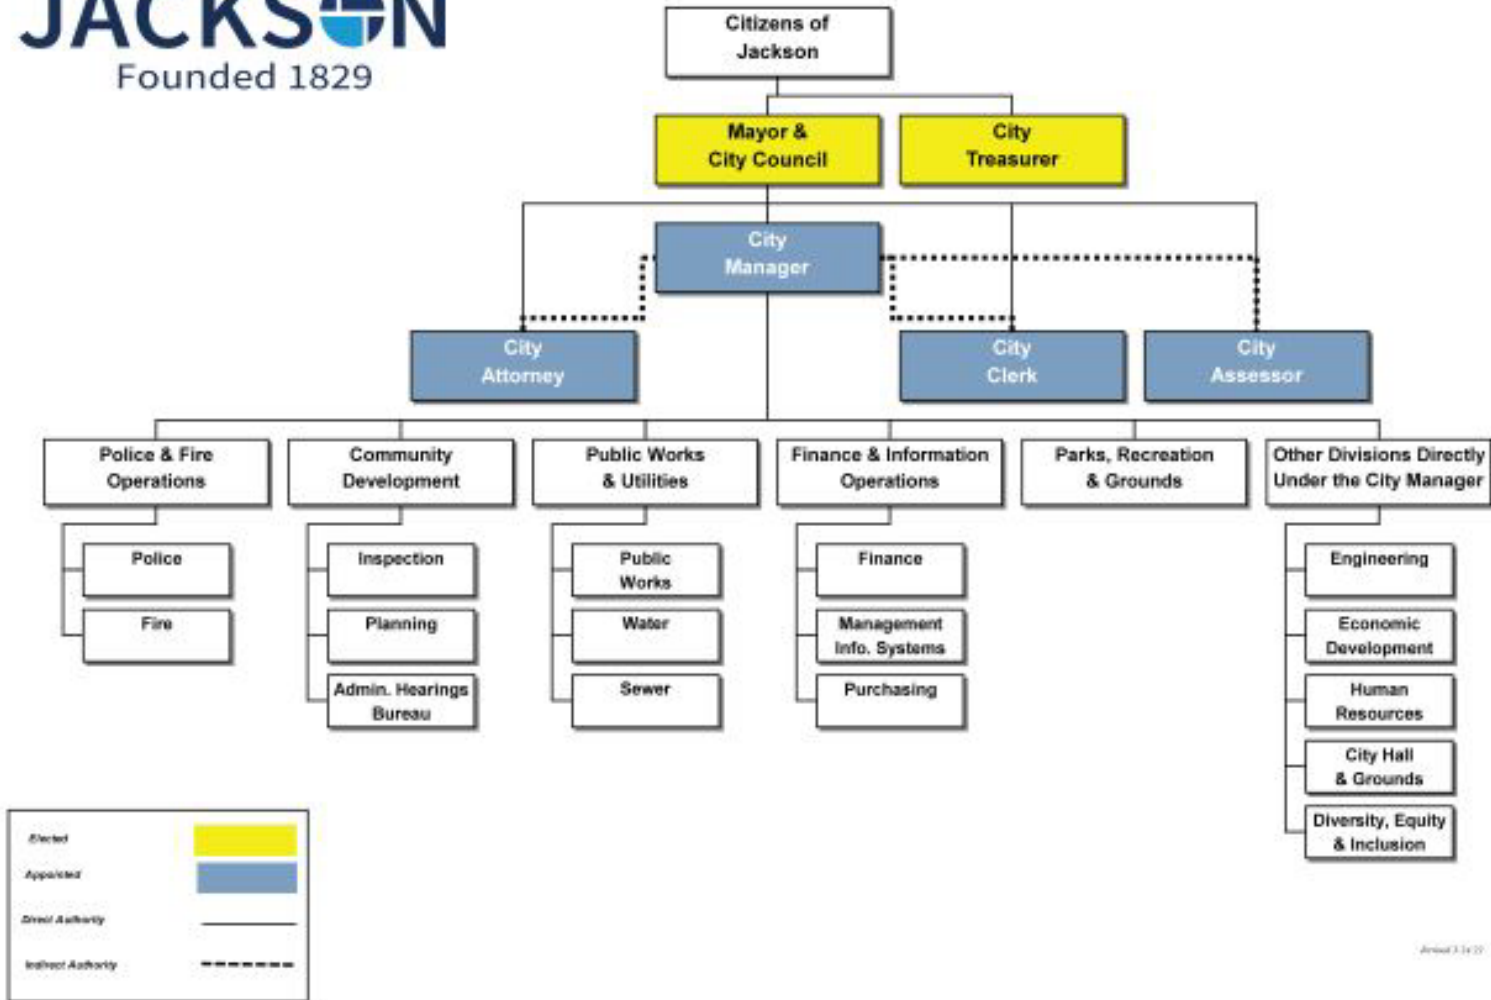 JACKSON
Founded 1829
Citizens of
Jackson
Mayor &
City Council
City
Treasurer
City
Manager
City
Attorney
City
Clerk
City
Assessor
Police & Fire
Operations
Community
Development
Public Works
& Utilities
Finance & Information
Operations
Parks, Recreation
& Grounds
Other Divisions Directly
Under the City Manager
Police
Fire
Inspection
Planning
Admin. Hearings
Bureau
Public
Works
Water
Sewer
Finance
Management
Info. Systems
Purchasing
Engineering
Economic
Development
Human
Resources
City Hall
& Grounds
Diversity, Equity
& Inclusion
Elected
Appointed
Direct Authority
Indirect Authority